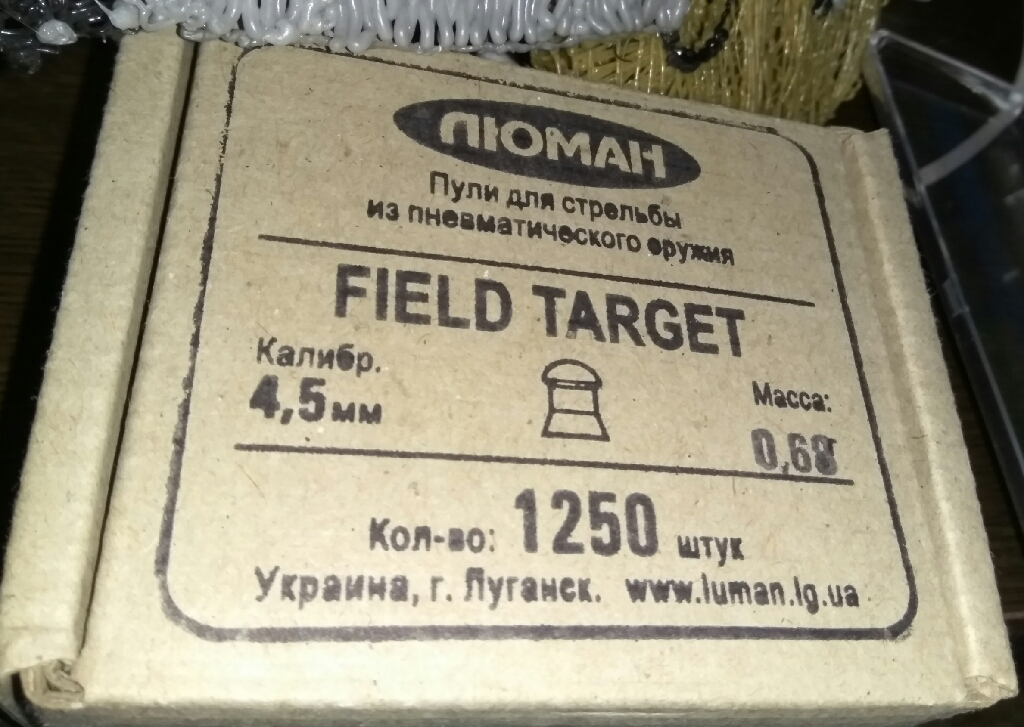 ЛЮМАН
Пули для стрельбы
из пневматического оружия
FIELD TARGET
Калибр.
4,5мм
Масса:
0,68
Кол-во: 1250 штук
Украина, г. Луганск. www.luman.lg.ua